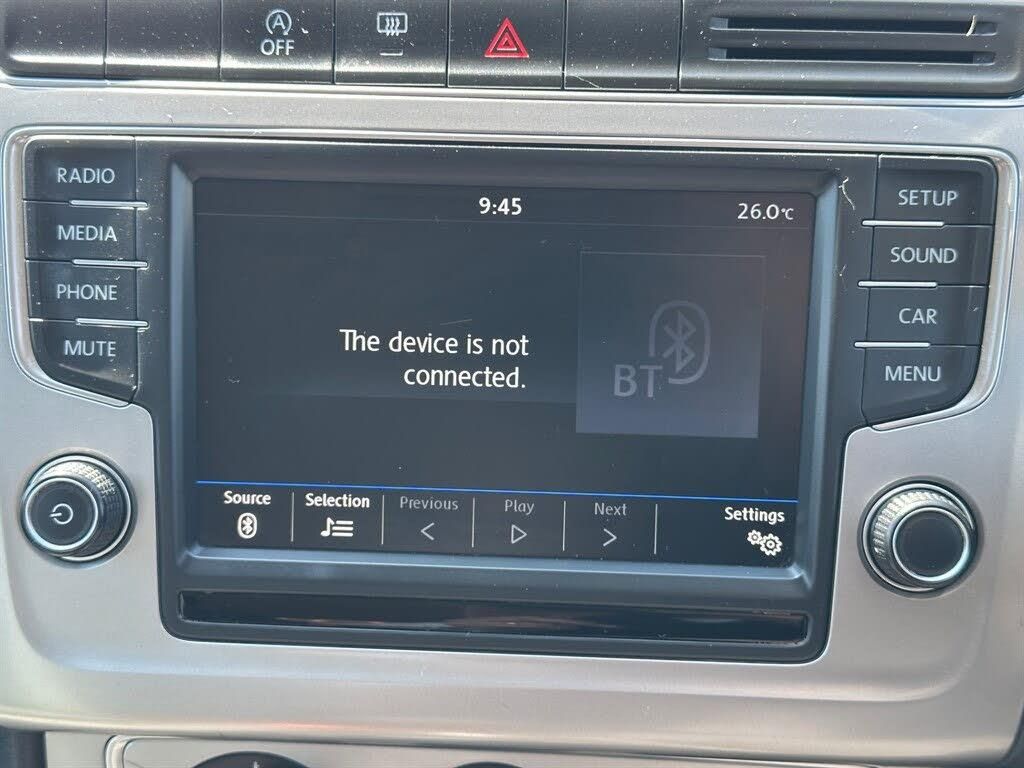 OFF
RADIO
MEDIA
PHONE
MUTE
9:45
26.0°C
The device is not
connected.
BT
Source
Selection
Previous
Play
Next
Settings
SETUP
SOUND
CAR
MENU